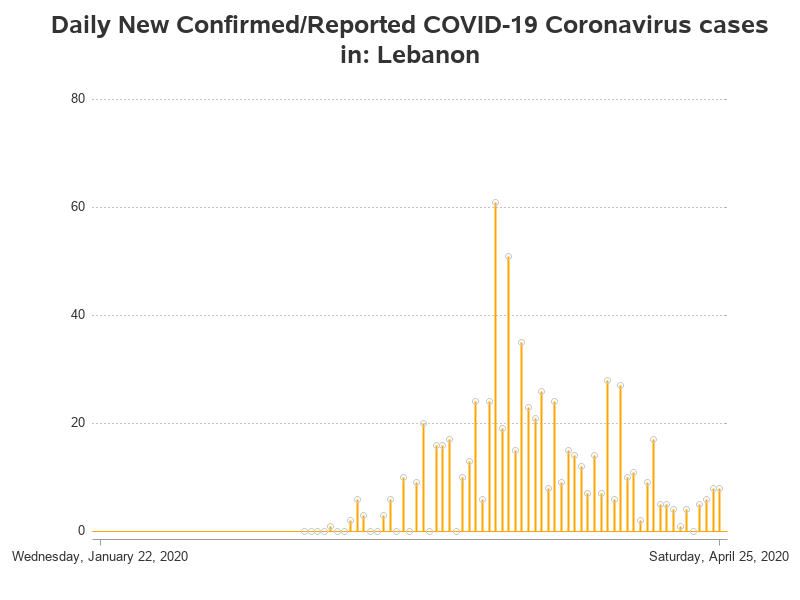 Daily New Confirmed/Reported COVID-19 Coronavirus cases
in: Lebanon
80
60
40
20
0
Wednesday, January 22, 2020
Saturday, April 25, 2020